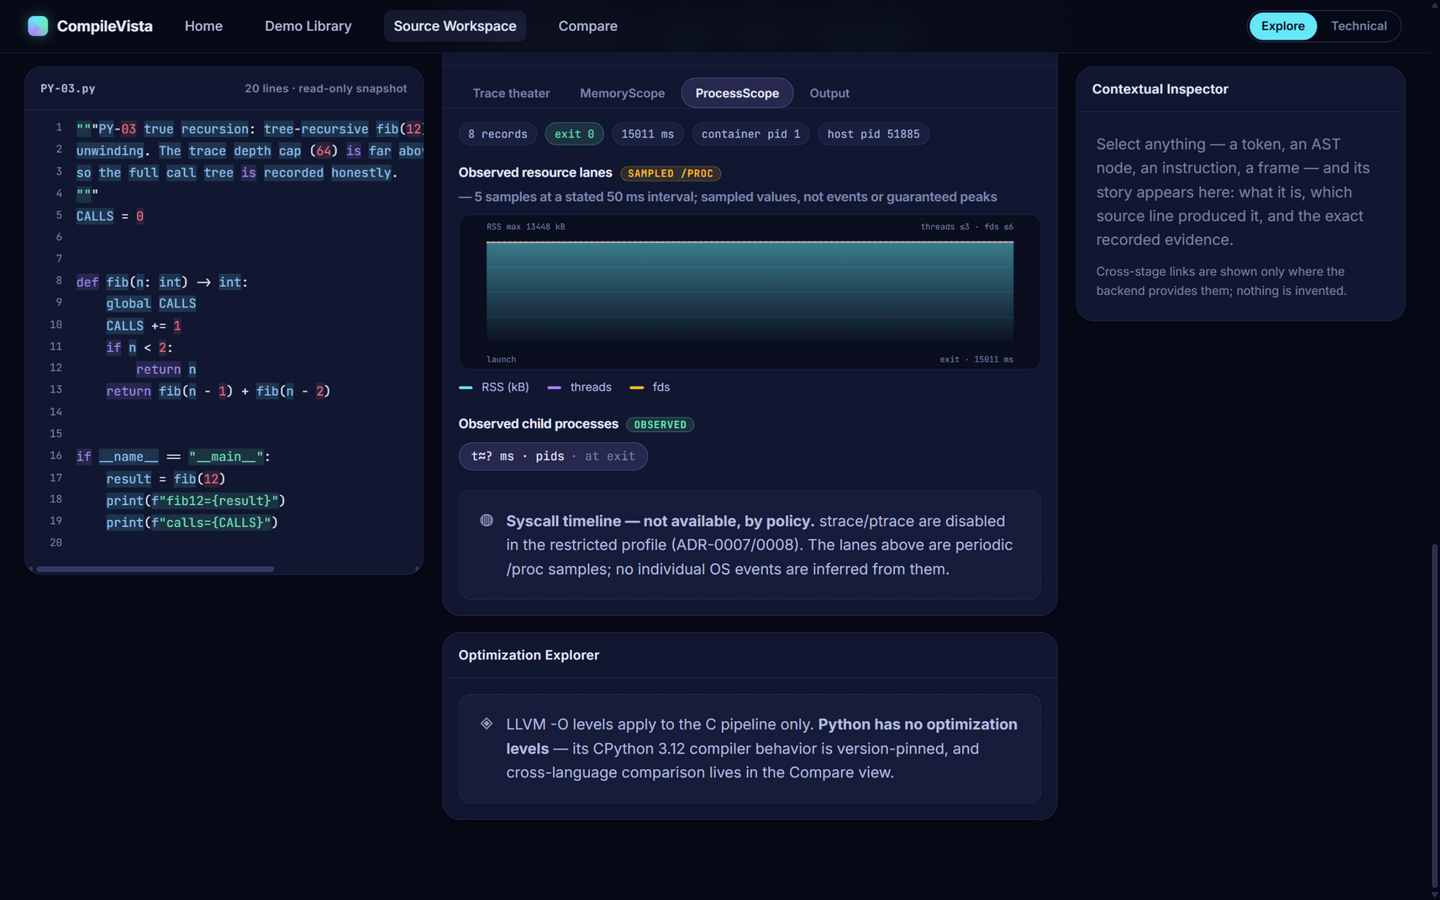 CompileVista
Home
Demo Library
Source Workspace
Compare
Explore
Technical
PY-03.py
20 lines · read-only snapshot
1 """PY-03 true recursion: tree-recursive fib(12)
2 unwinding. The trace depth cap (64) is far abov
3 so the full call tree is recorded honestly.
4 """
5 CALLS = 0
6
7
8 def fib(n: int) -> int:
9     global CALLS
10     CALLS += 1
11     if n < 2:
12         return n
13     return fib(n - 1) + fib(n - 2)
14
15
16 if __name__ == "__main__":
17     result = fib(12)
18     print(f"fib12={result}")
19     print(f"calls={CALLS}")
20
Trace theater
MemoryScope
ProcessScope
Output
8 records
exit 0
15011 ms
container pid 1
host pid 51885
Observed resource lanes SAMPLED /PROC
— 5 samples at a stated 50 ms interval; sampled values, not events or guaranteed peaks
RSS max 13448 kB
threads ≤3 · fds ≤6
launch
exit · 15011 ms
RSS (kB)
threads
fds
Observed child processes OBSERVED
t≈? ms · pids · at exit
Syscall timeline — not available, by policy. strace/ptrace are disabled
in the restricted profile (ADR-0007/0008). The lanes above are periodic
/proc samples; no individual OS events are inferred from them.
Optimization Explorer
LLVM -O levels apply to the C pipeline only. Python has no optimization
levels — its CPython 3.12 compiler behavior is version-pinned, and
cross-language comparison lives in the Compare view.
Contextual Inspector
Select anything — a token, an AST
node, an instruction, a frame — and its
story appears here: what it is, which
source line produced it, and the exact
recorded evidence.
Cross-stage links are shown only where the
backend provides them; nothing is invented.